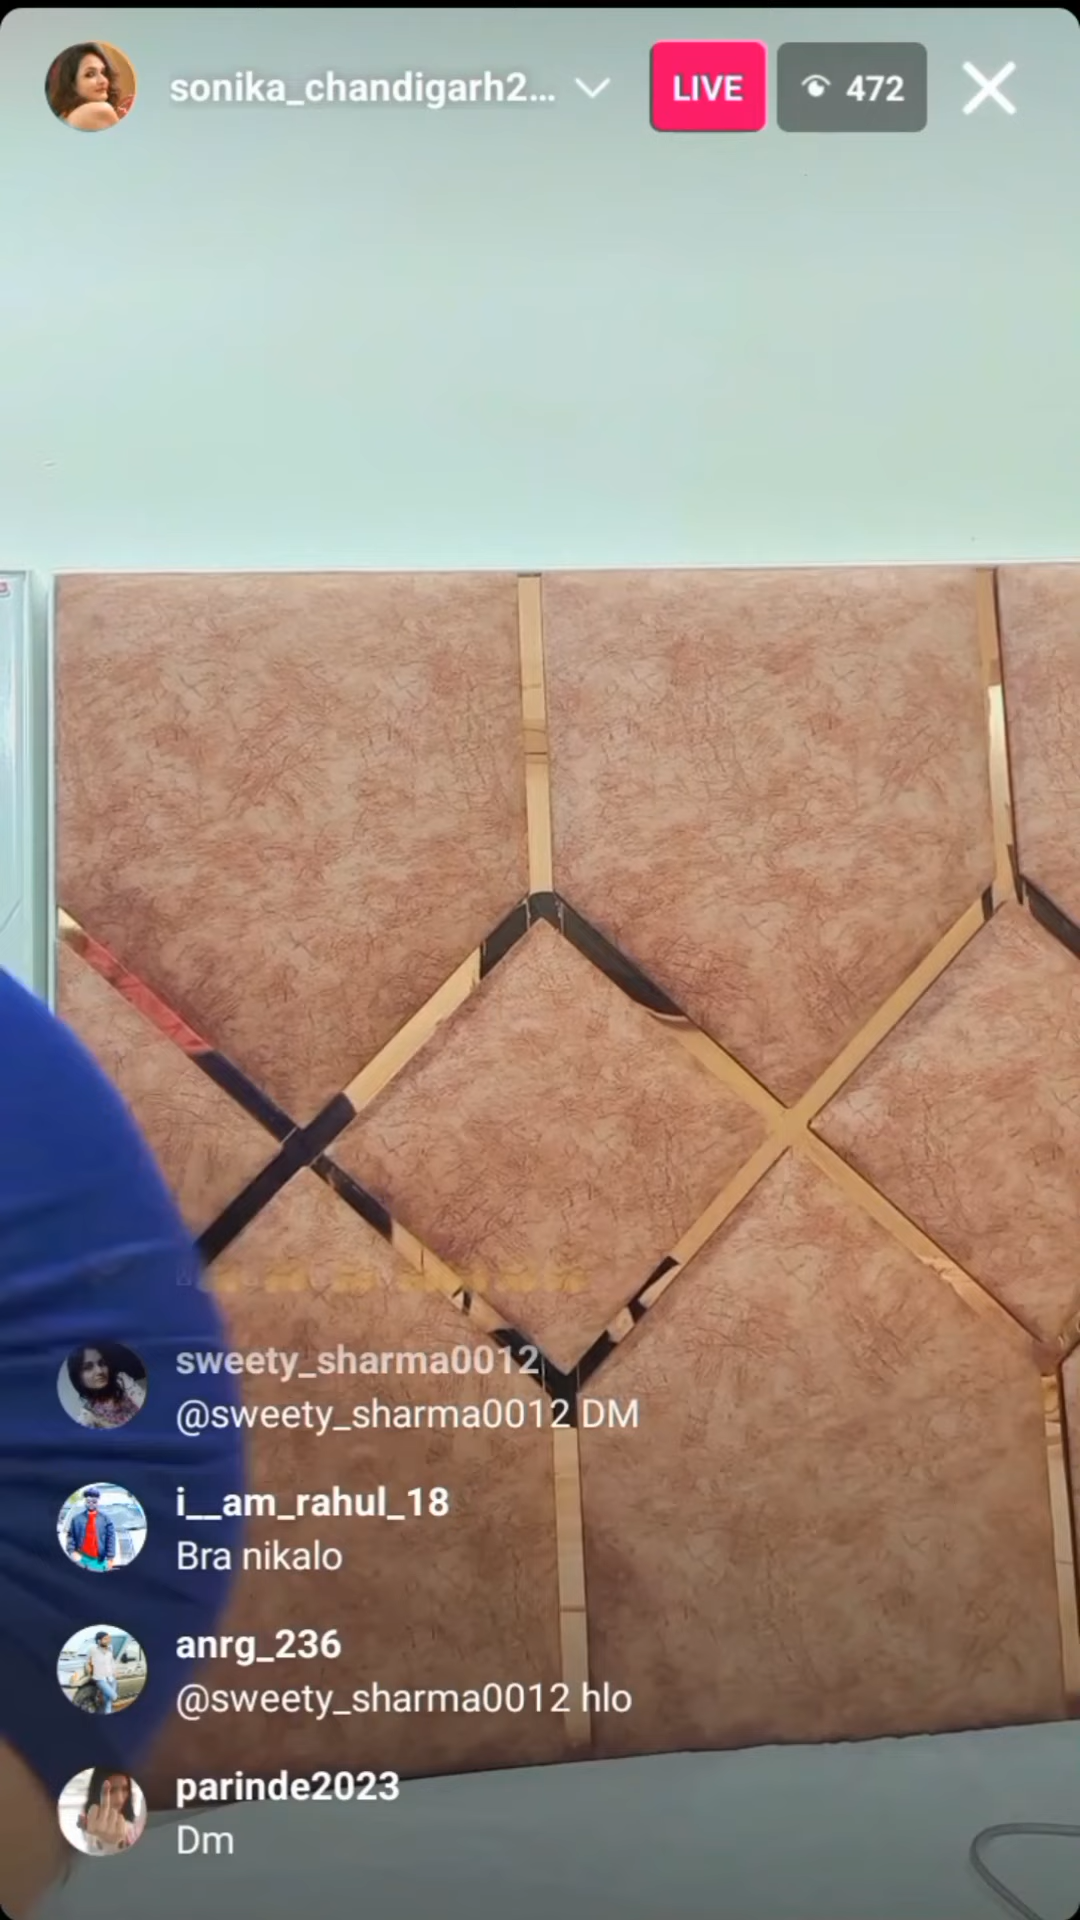 sonika_chandigarh2...
LIVE
472
sweety_sharma0012
@sweety_sharma0012 DM
i__am_rahul_18
Bra nikalo
anrg_236
@sweety_sharma0012 hlo
parinde2023
Dm